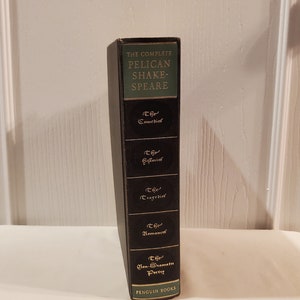 THE COMPLETE
PELICAN
SHAKE-
SPEARE
The
Comedies
The
Histories
The
Tragedies
The
Romances
The
Non-Dramatic
Poetry
PENGUIN BOOKS